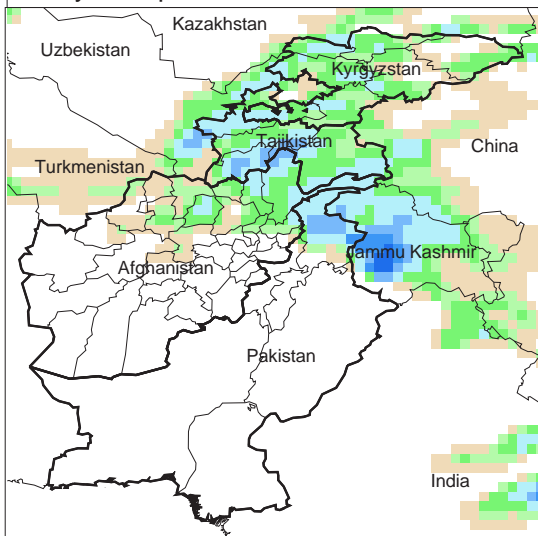 Kazakhstan
Uzbekistan
Kyrgyzstan
Tajikistan
China
Turkmenistan
Jammu Kashmir
Afghanistan
Pakistan
India